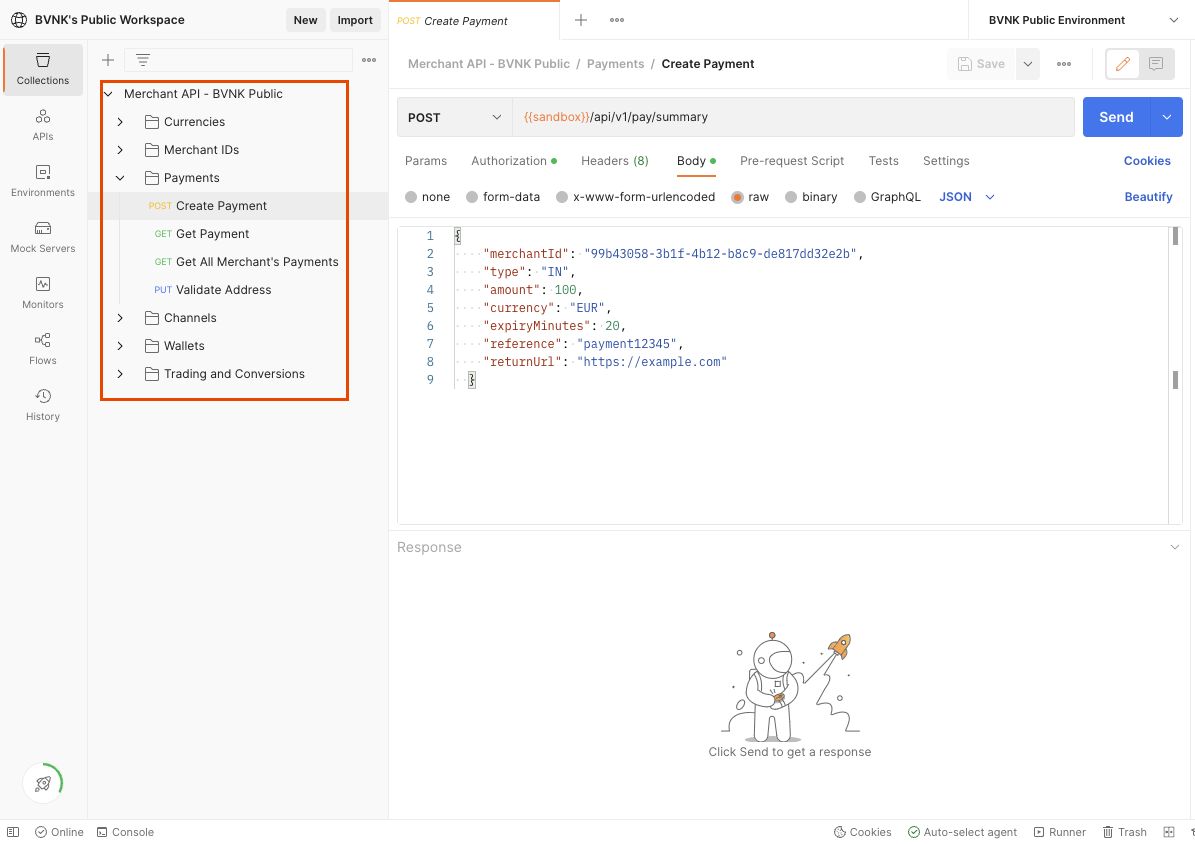 BVNK's Public Workspace
New
Import
POST Create Payment
BVNK Public Environment
Collections
APIs
Environments
Mock Servers
Monitors
Flows
History
Merchant API - BVNK Public
Currencies
Merchant IDs
Payments
POST Create Payment
GET Get Payment
GET Get All Merchant's Payments
PUT Validate Address
Channels
Wallets
Trading and Conversions
Merchant API - BVNK Public / Payments / Create Payment
Save
POST
{{sandbox}}/api/v1/pay/summary
Send
Params Authorization Headers (8) Body Pre-request Script Tests Settings
Cookies
none form-data x-www-form-urlencoded raw binary GraphQL JSON
Beautify
1 {
2 "merchantId": "99b43058-3b1f-4b12-b8c9-de817dd32e2b",
3 "type": "IN",
4 "amount": 100,
5 "currency": "EUR",
6 "expiryMinutes": 20,
7 "reference": "payment12345",
8 "returnUrl": "https://example.com"
9 }
Response
Click Send to get a response
Online
Console
Cookies
Auto-select agent
Runner
Trash